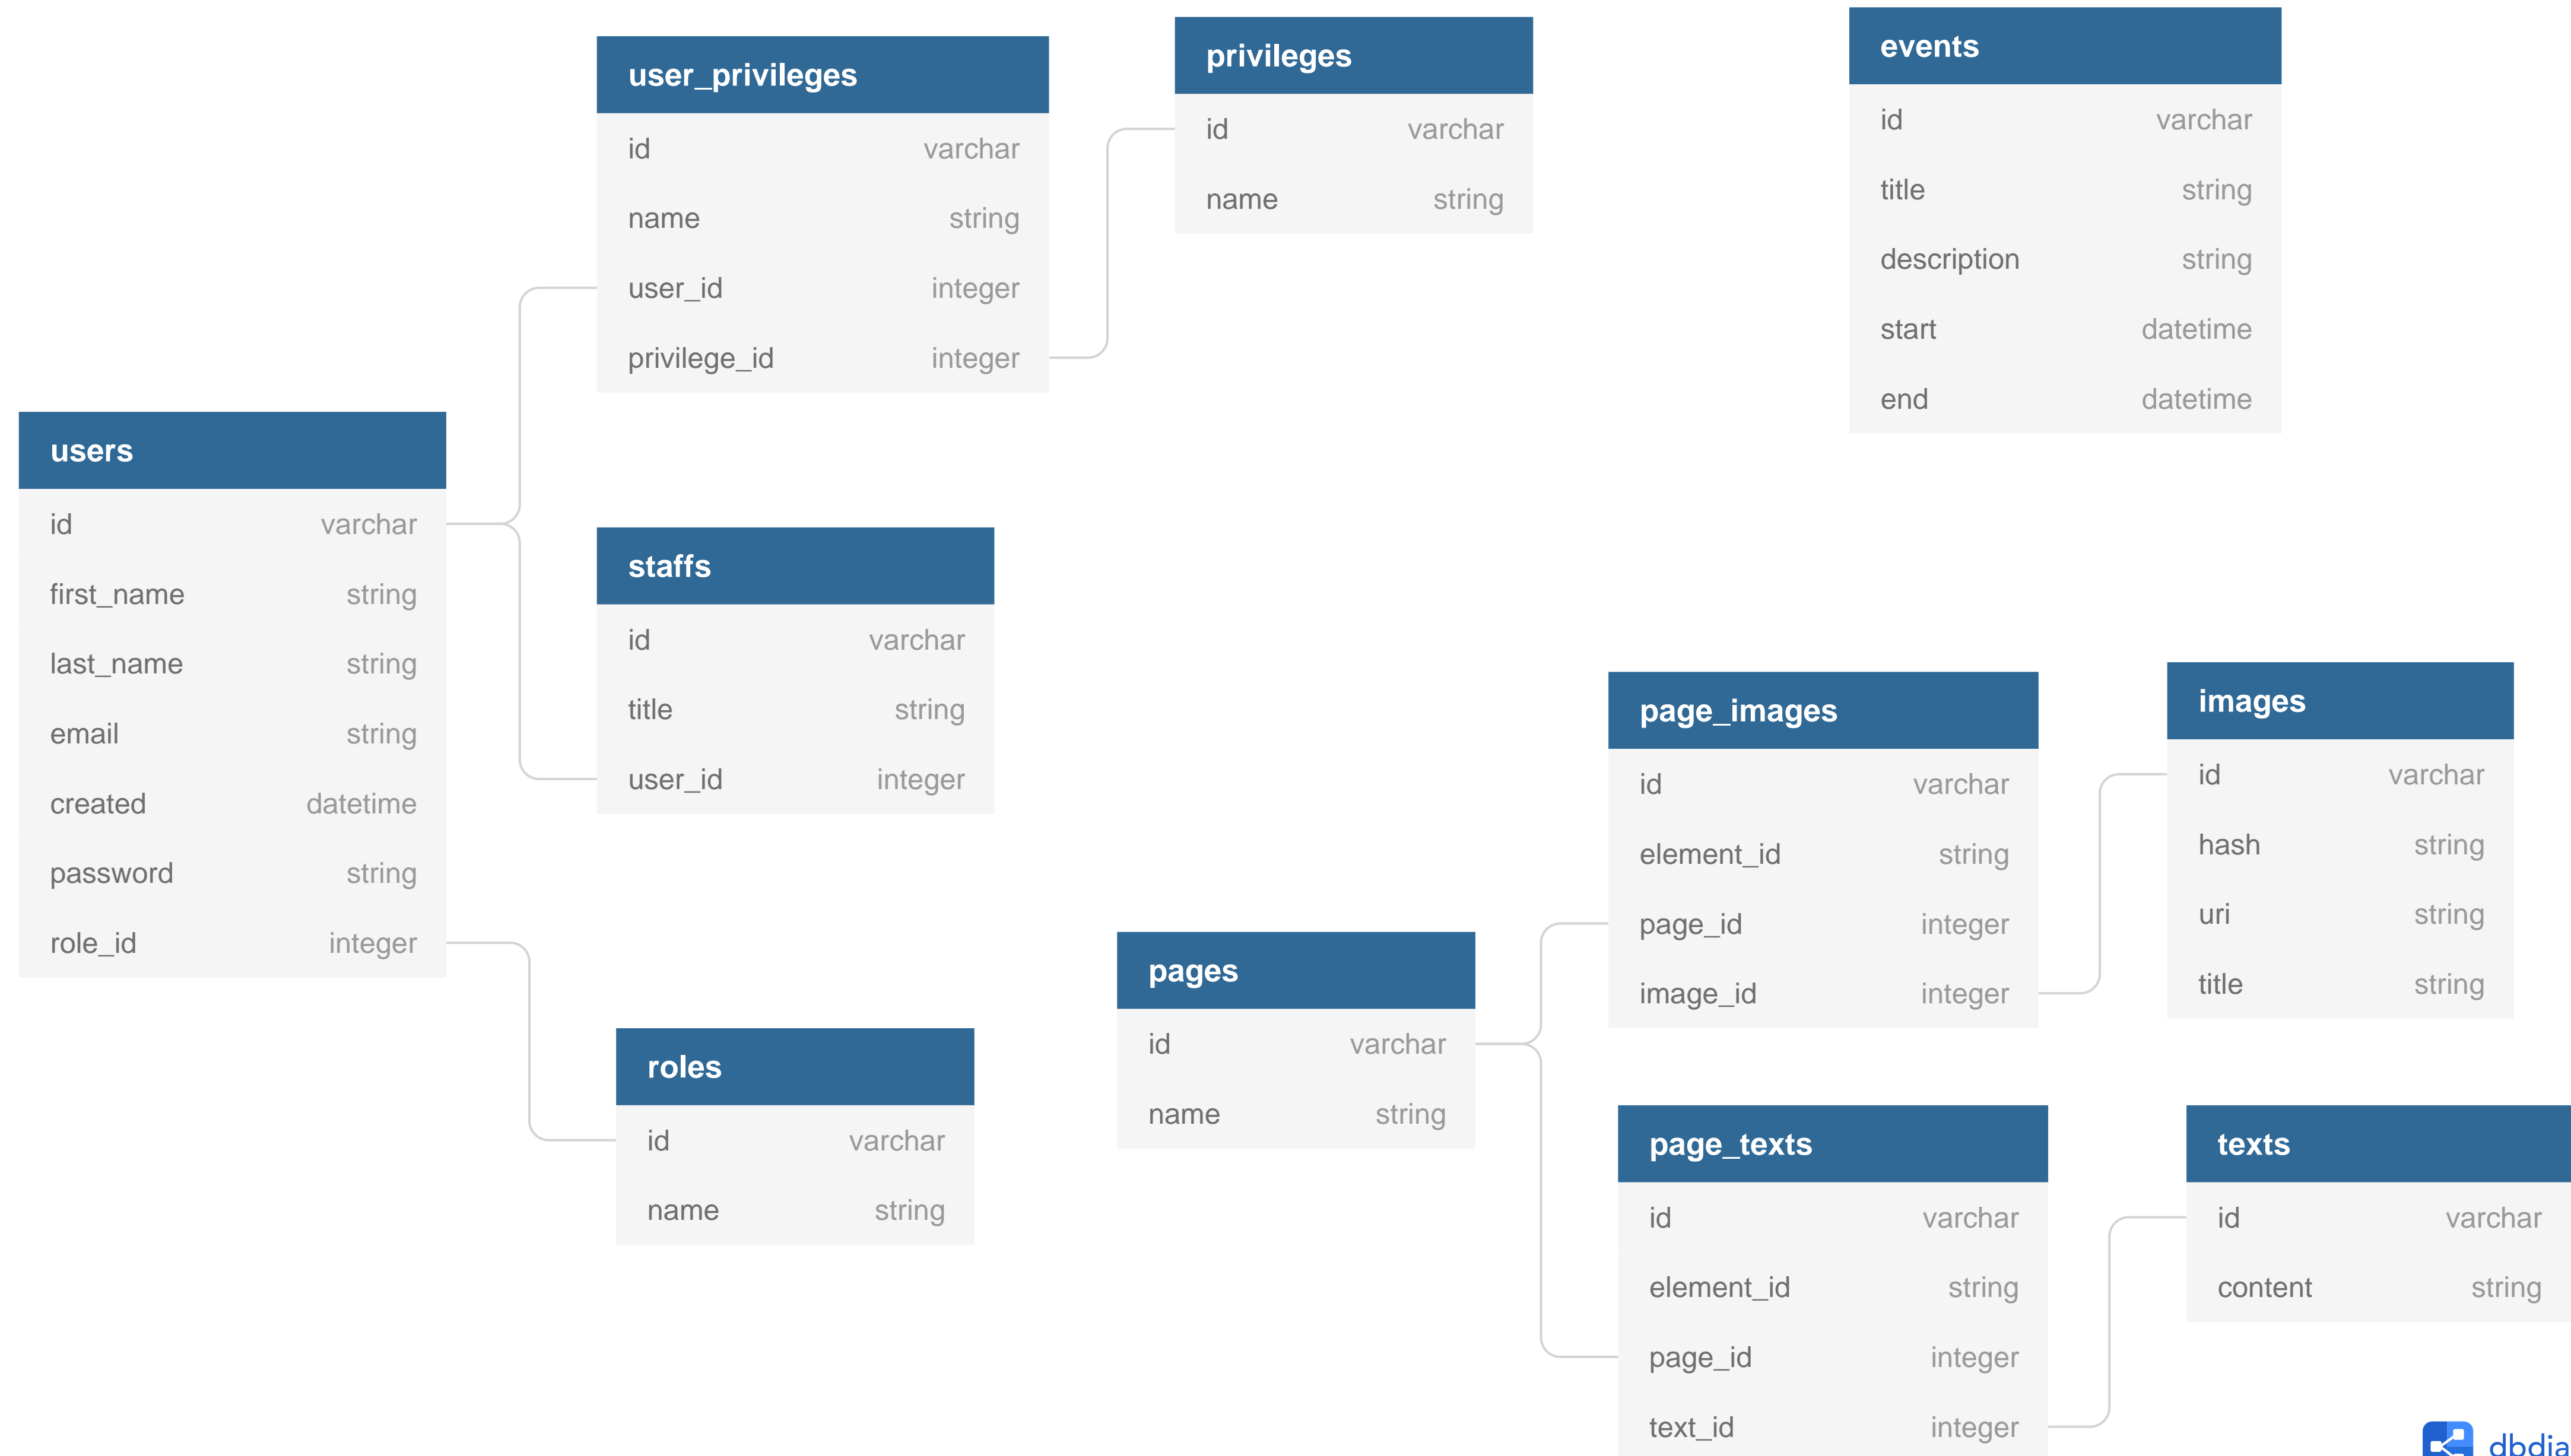 user_privileges
id varchar
name string
user_id integer
privilege_id integer
privileges
id varchar
name string
events
id varchar
title string
description string
start datetime
end datetime
users
id varchar
first_name string
last_name string
email string
created datetime
password string
role_id integer
staffs
id varchar
title string
user_id integer
roles
id varchar
name string
pages
id varchar
name string
page_images
id varchar
element_id string
page_id integer
image_id integer
images
id varchar
hash string
uri string
title string
page_texts
id varchar
element_id string
page_id integer
text_id integer
texts
id varchar
content string
dbdia